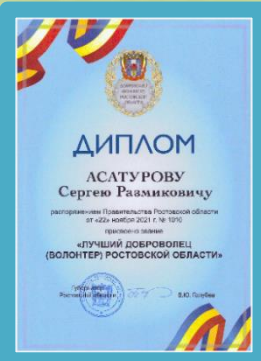 ДИПЛОМ
АСАТУРОВУ
Сергею Размиковичу
распоряжением Правительства Ростовской области
от «22» ноября 2021 г. № 1010
присвоено звание
«ЛУЧШИЙ ДОБРОВОЛЕЦ
(ВОЛОНТЕР) РОСТОВСКОЙ ОБЛАСТИ»
Губернатор
Ростовской области
В.Ю. Голубев